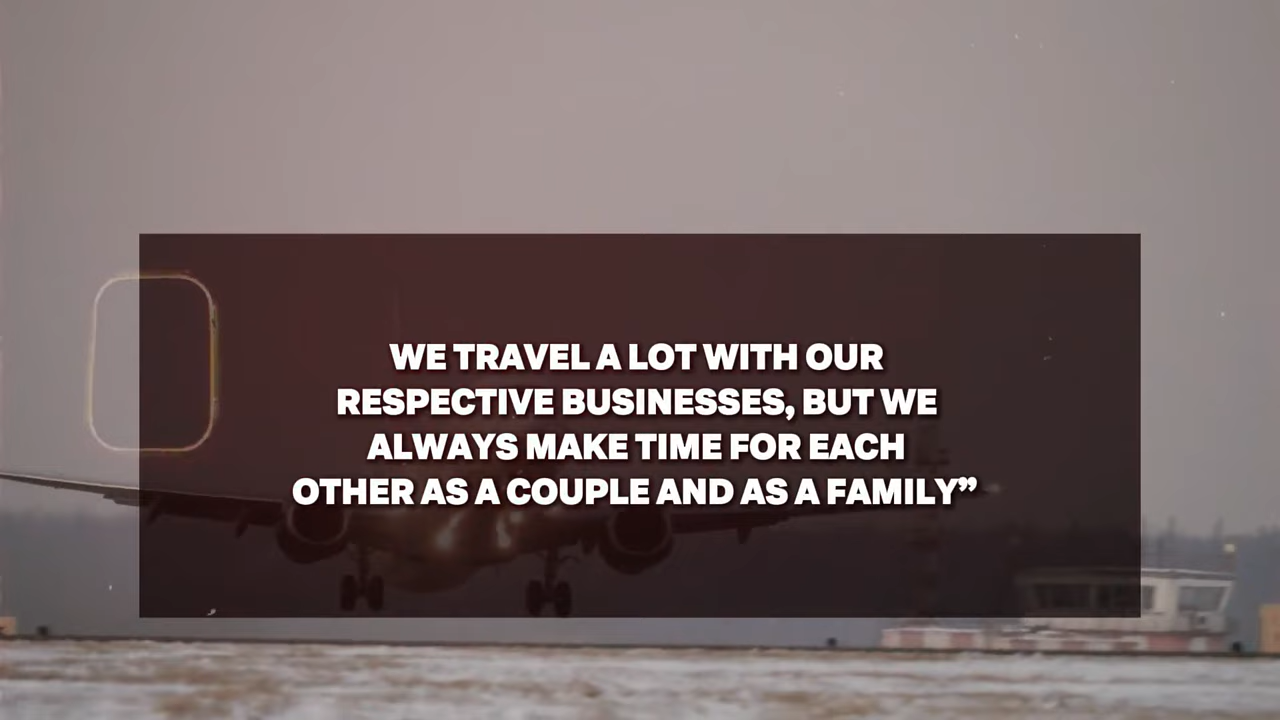 WE TRAVEL A LOT WITH OUR
RESPECTIVE BUSINESSES, BUT WE
ALWAYS MAKE TIME FOR EACH
OTHER AS A COUPLE AND AS A FAMILY”